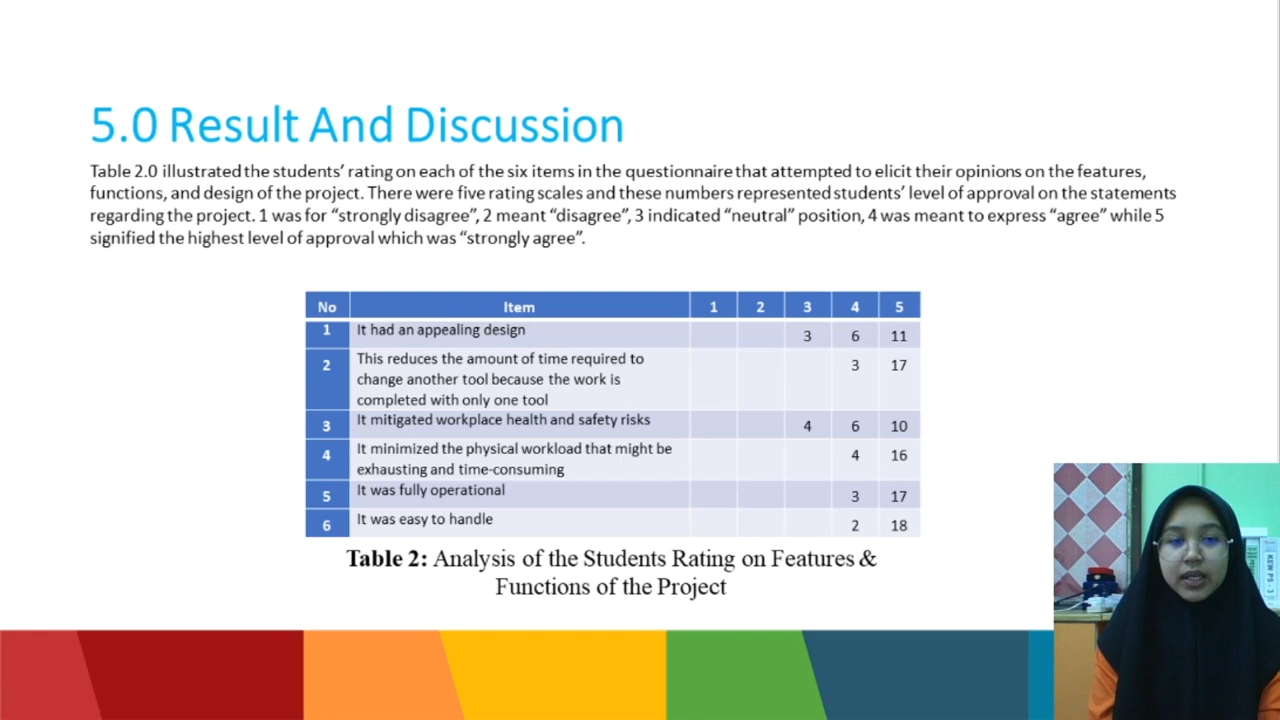 5.0 Result And Discussion
Table 2.0 illustrated the students’ rating on each of the six items in the questionnaire that attempted to elicit their opinions on the features,
functions, and design of the project. There were five rating scales and these numbers represented students’ level of approval on the statements
regarding the project. 1 was for “strongly disagree”, 2 meant “disagree”, 3 indicated “neutral” position, 4 was meant to express “agree” while 5
signified the highest level of approval which was “strongly agree”.
No Item 1 2 3 4 5
1 It had an appealing design 3 6 11
2 This reduces the amount of time required to 3 17
change another tool because the work is
completed with only one tool
3 It mitigated workplace health and safety risks 4 6 10
4 It minimized the physical workload that might be 4 16
exhausting and time-consuming
5 It was fully operational 3 17
6 It was easy to handle 2 18
Table 2: Analysis of the Students Rating on Features &
Functions of the Project
KEW PS - 3